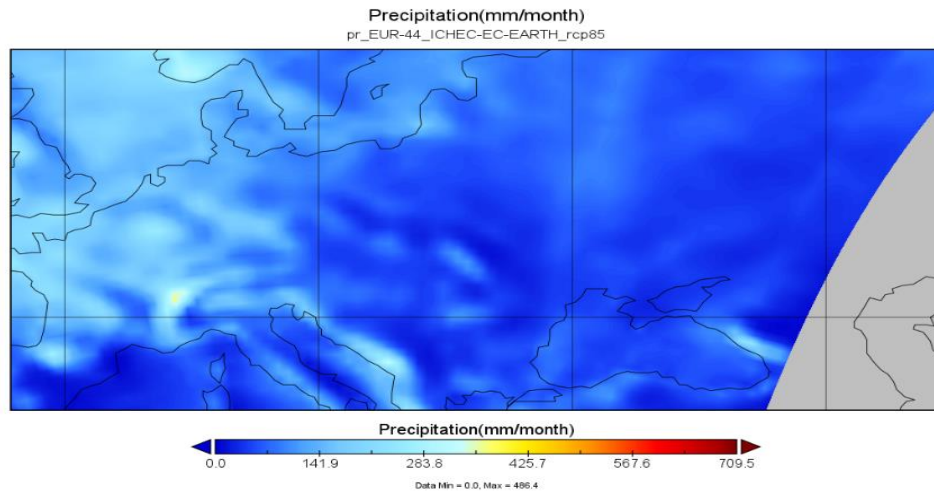 Precipitation(mm/month)
pr_EUR-44_ICHEC-EC-EARTH_rcp85
Precipitation(mm/month)
0.0 141.9 283.8 425.7 567.6 709.5
Data Min = 0.0, Max = 486.4